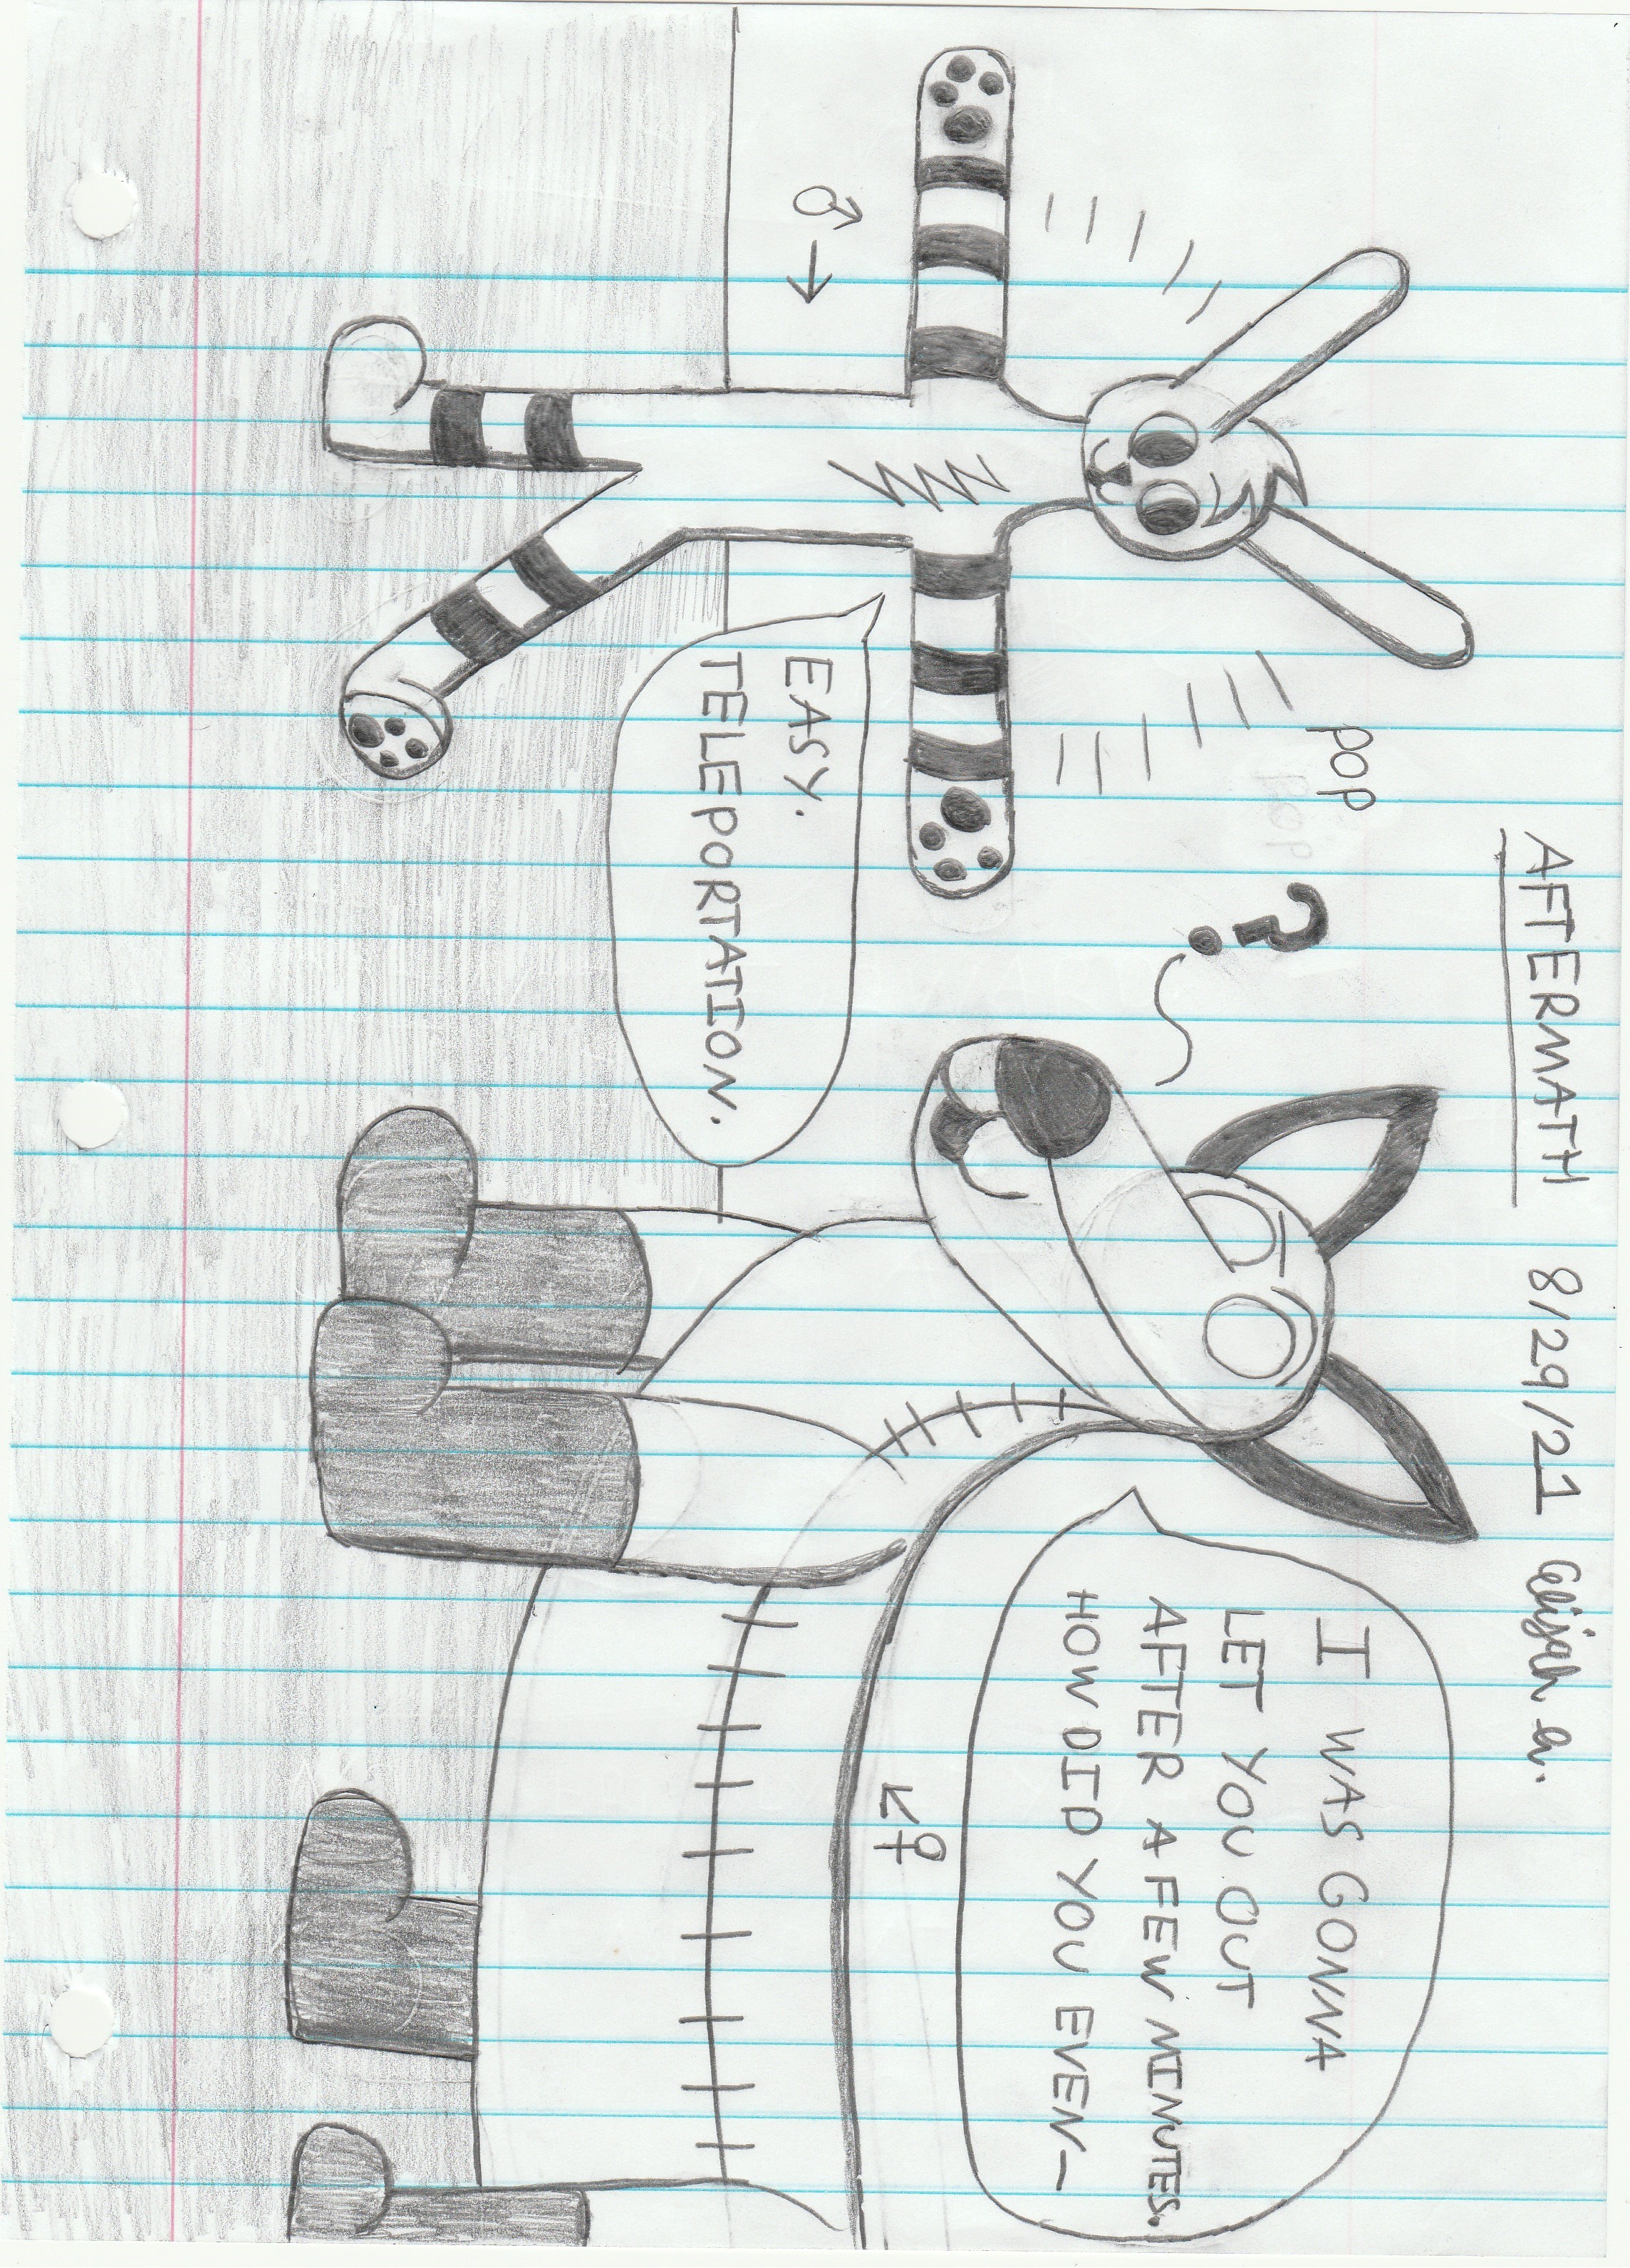 AFTERMATH 8/29/21 Elijah
POP
POP
?
I WAS GONNA
LET YOU OUT
AFTER A FEW MINUTES.
HOW DID YOU EVEN—
♀
♂
EASY.
TELEPORTATION.